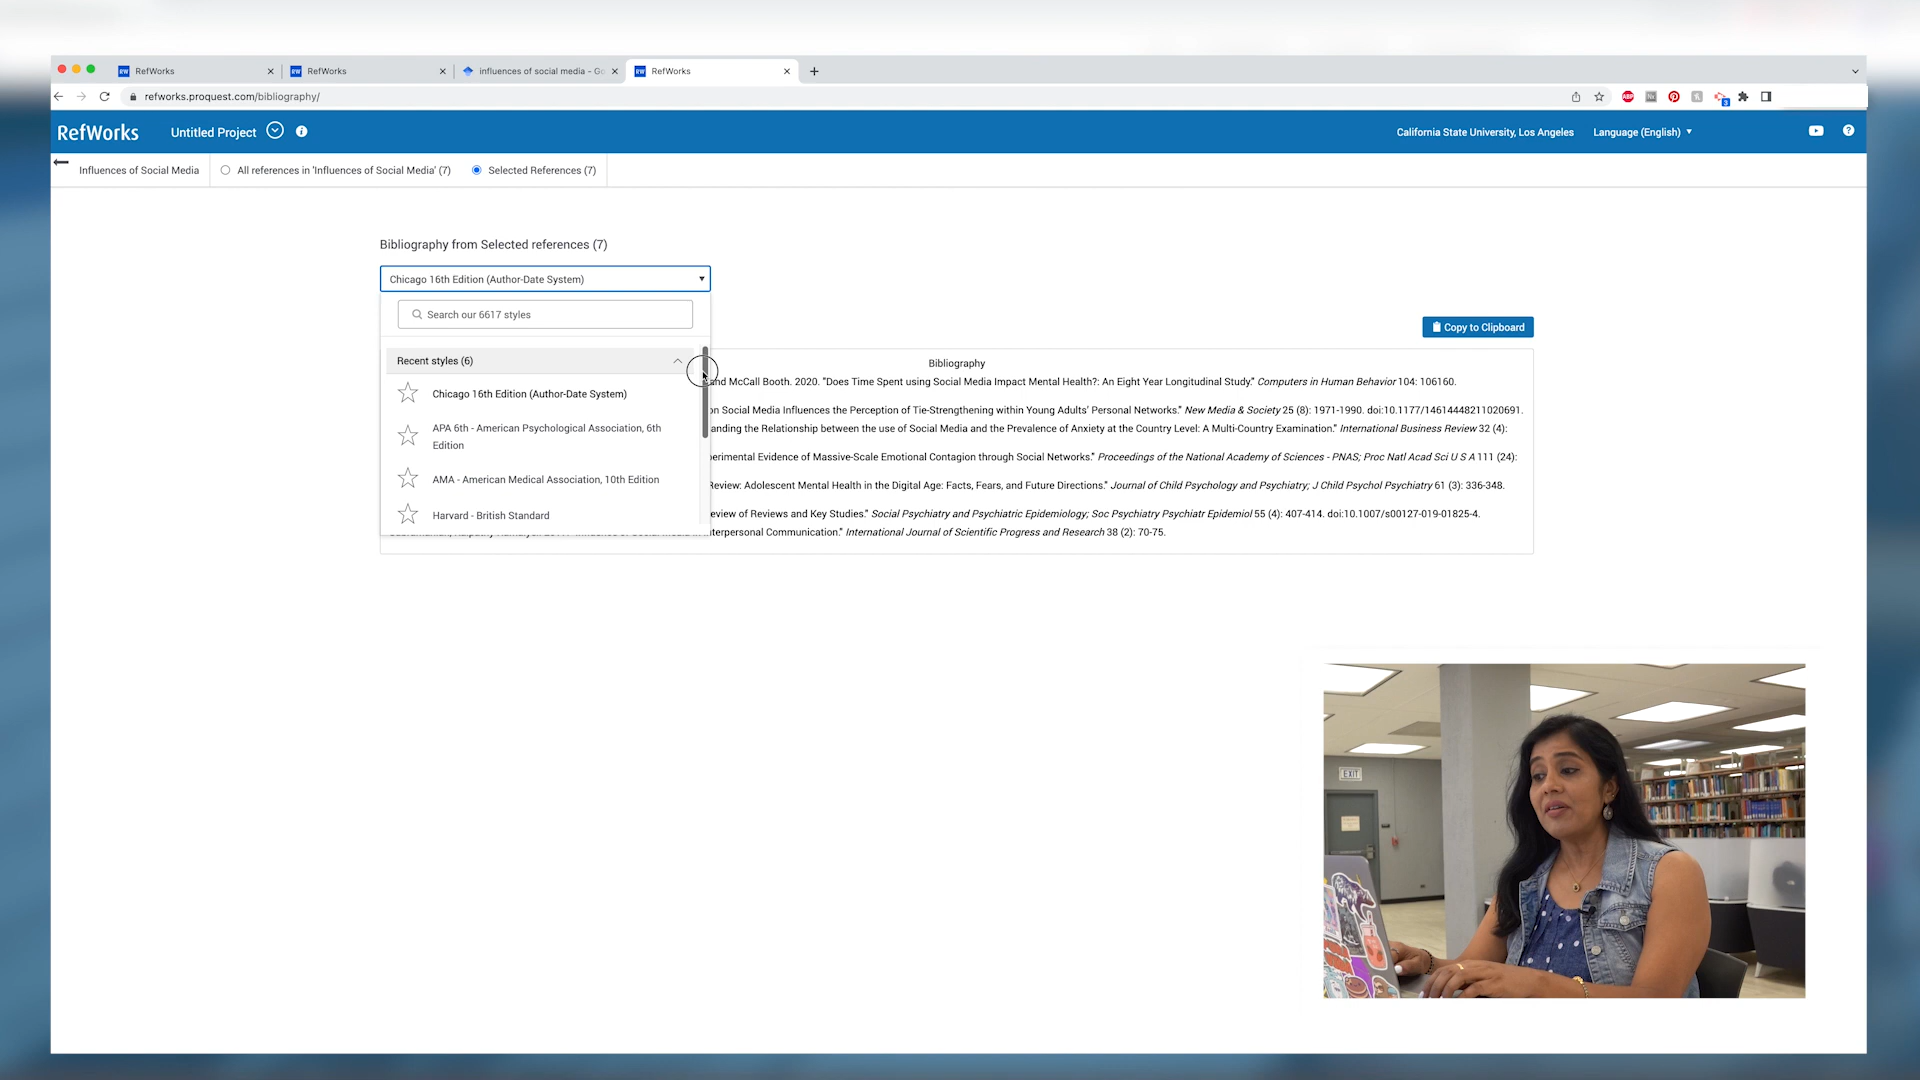 RefWorks
RefWorks
influences of social media - Go
RefWorks
refworks.proquest.com/bibliography/
ABP
3
RefWorks
Untitled Project
California State University, Los Angeles
Language (English)
Influences of Social Media
All references in 'Influences of Social Media' (7)
Selected References (7)
Bibliography from Selected references (7)
Chicago 16th Edition (Author-Date System)
Search our 6617 styles
Copy to Clipboard
Recent styles (6)
Chicago 16th Edition (Author-Date System)
APA 6th - American Psychological Association, 6th
Edition
AMA - American Medical Association, 10th Edition
Harvard - British Standard
Bibliography
and McCall Booth. 2020. "Does Time Spent using Social Media Impact Mental Health?: An Eight Year Longitudinal Study." Computers in Human Behavior 104: 106160.
on Social Media Influences the Perception of Tie-Strengthening within Young Adults' Personal Networks." New Media & Society 25 (8): 1971-1990. doi:10.1177/14614448211020691.
anding the Relationship between the use of Social Media and the Prevalence of Anxiety at the Country Level: A Multi-Country Examination." International Business Review 32 (4):
perimental Evidence of Massive-Scale Emotional Contagion through Social Networks." Proceedings of the National Academy of Sciences - PNAS; Proc Natl Acad Sci U S A 111 (24):
Review: Adolescent Mental Health in the Digital Age: Facts, Fears, and Future Directions." Journal of Child Psychology and Psychiatry; J Child Psychol Psychiatry 61 (3): 336-348.
eview of Reviews and Key Studies." Social Psychiatry and Psychiatric Epidemiology; Soc Psychiatry Psychiatr Epidemiol 55 (4): 407-414. doi:10.1007/s00127-019-01825-4.
nterpersonal Communication." International Journal of Scientific Progress and Research 38 (2): 70-75.
EXIT